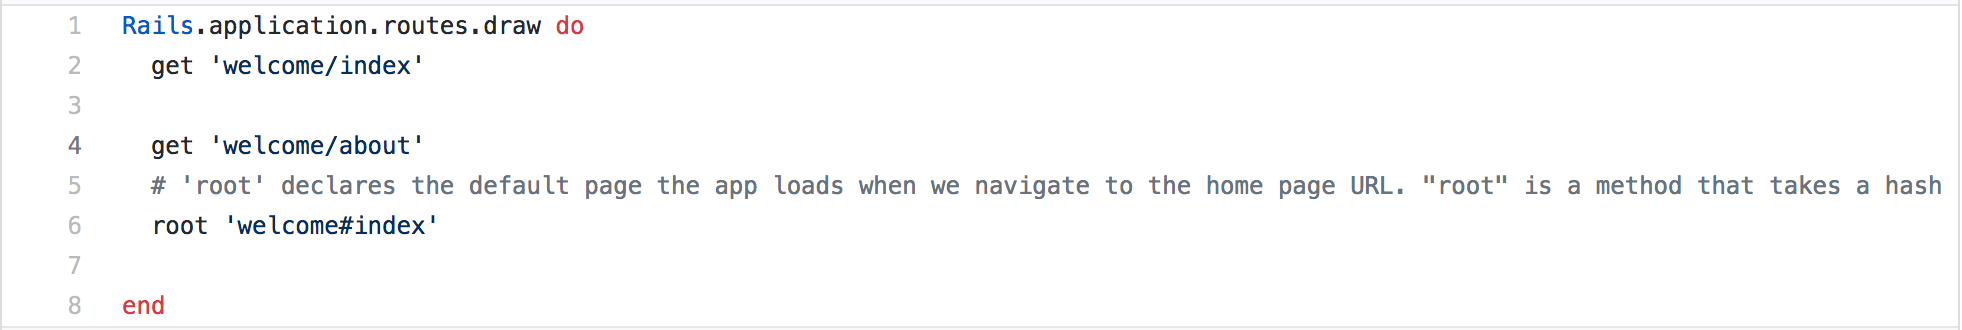 1 Rails.application.routes.draw do
2   get 'welcome/index'
3
4   get 'welcome/about'
5   # 'root' declares the default page the app loads when we navigate to the home page URL. "root" is a method that takes a hash
6   root 'welcome#index'
7
8 end